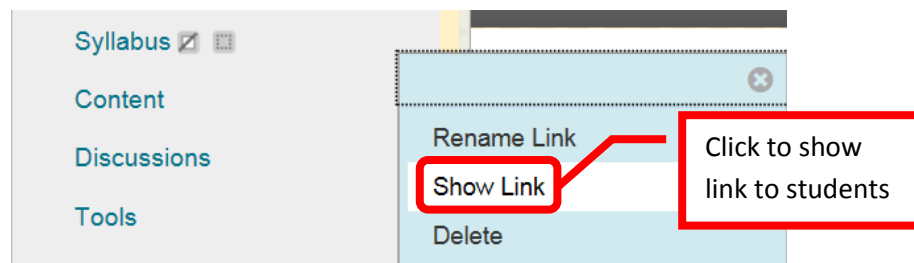 Syllabus
Content
Discussions
Tools
Rename Link
Show Link
Delete
Click to show
link to students